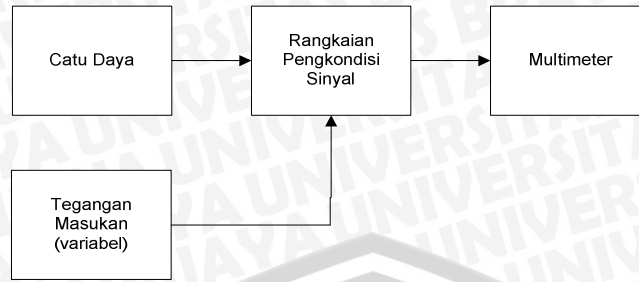 Catu Daya
Rangkaian
Pengkondisi
Sinyal
Multimeter
Tegangan
Masukan
(variabel)